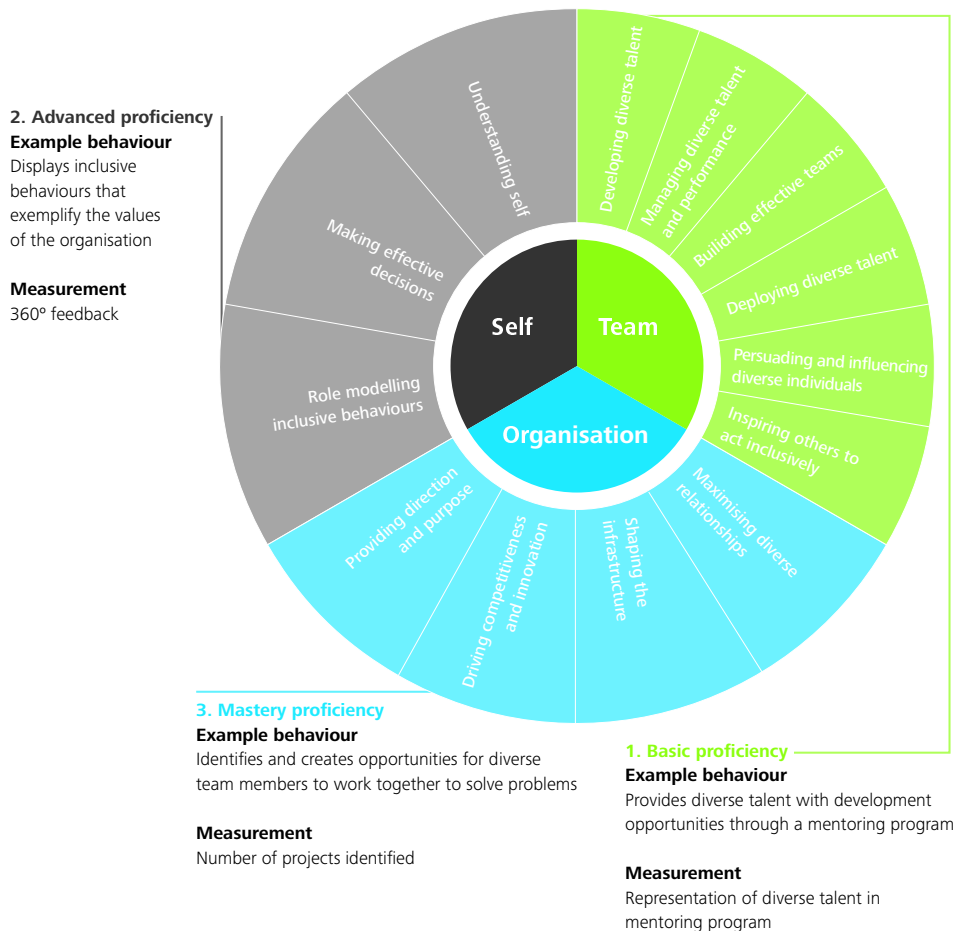 2. Advanced proficiency
Example behaviour
Displays inclusive
behaviours that
exemplify the values
of the organisation
Measurement
360º feedback
Understanding self
Making effective
decisions
Role modelling
inclusive behaviours
Developing diverse talent
Managing diverse talent
and performance
Builiding effective teams
Deploying diverse talent
Persuading and influencing
diverse individuals
Inspiring others to
act inclusively
Self
Team
Organisation
Providing direction
and purpose
Driving competitiveness
and innovation
Shaping the
infrastructure
Maximising diverse
relationships
3. Mastery proficiency
Example behaviour
Identifies and creates opportunities for diverse
team members to work together to solve problems
Measurement
Number of projects identified
1. Basic proficiency
Example behaviour
Provides diverse talent with development
opportunities through a mentoring program
Measurement
Representation of diverse talent in
mentoring program